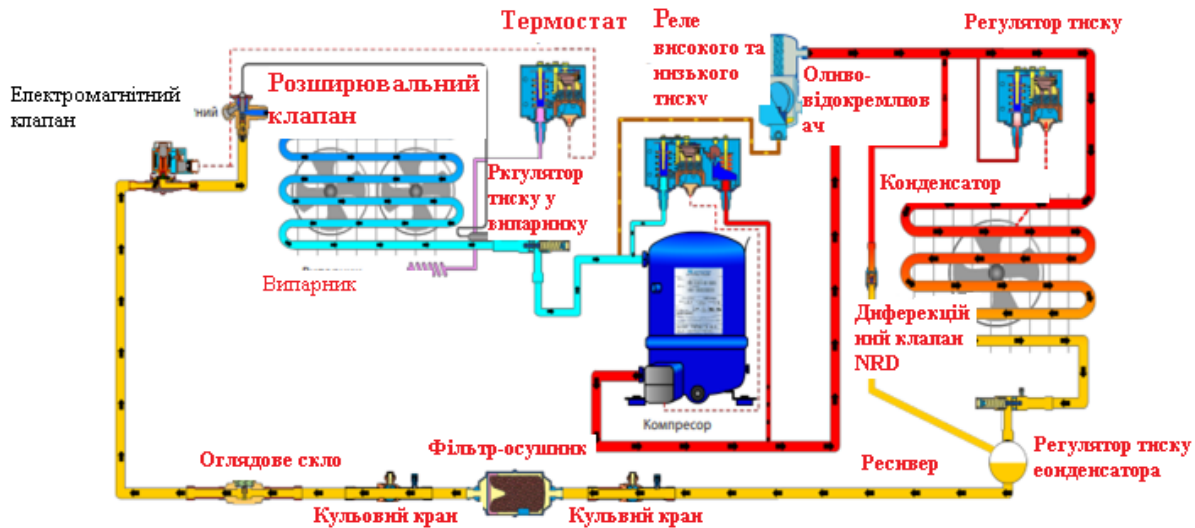 Термостат
Реле
високого та
низького
тиску
Регулятор тиску
Оливо-
відокремлюв
ач
Електромагнітний
клапан
ний
Розширювальний
клапан
Ркгулятор
тиску у
випарнику
Конденсатор
Випарник
Диферекцій
ний клапан
NRD
Компресор
Фільтр-осушник
Оглядове скло
Ресивер
Регулятор тиску
еонденсатора
Кульовий кран
Кульвий кран